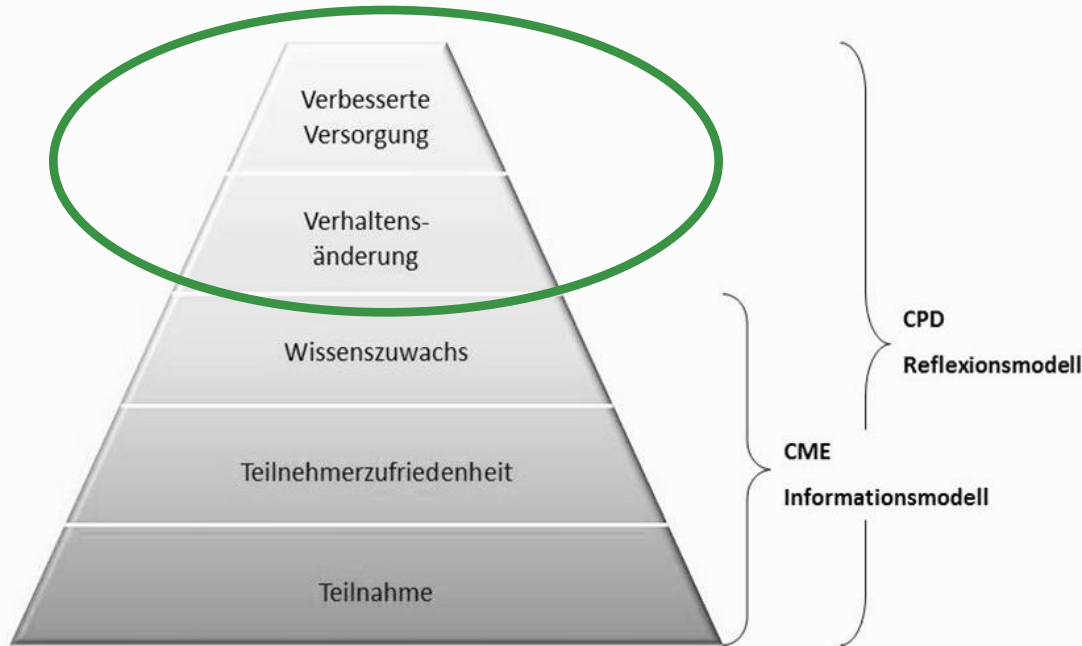 Verbesserte
Versorgung
Verhaltens-
änderung
Wissenszuwachs
Teilnehmerzufriedenheit
Teilnahme
CPD
Reflexionsmodell
CME
Informationsmodell